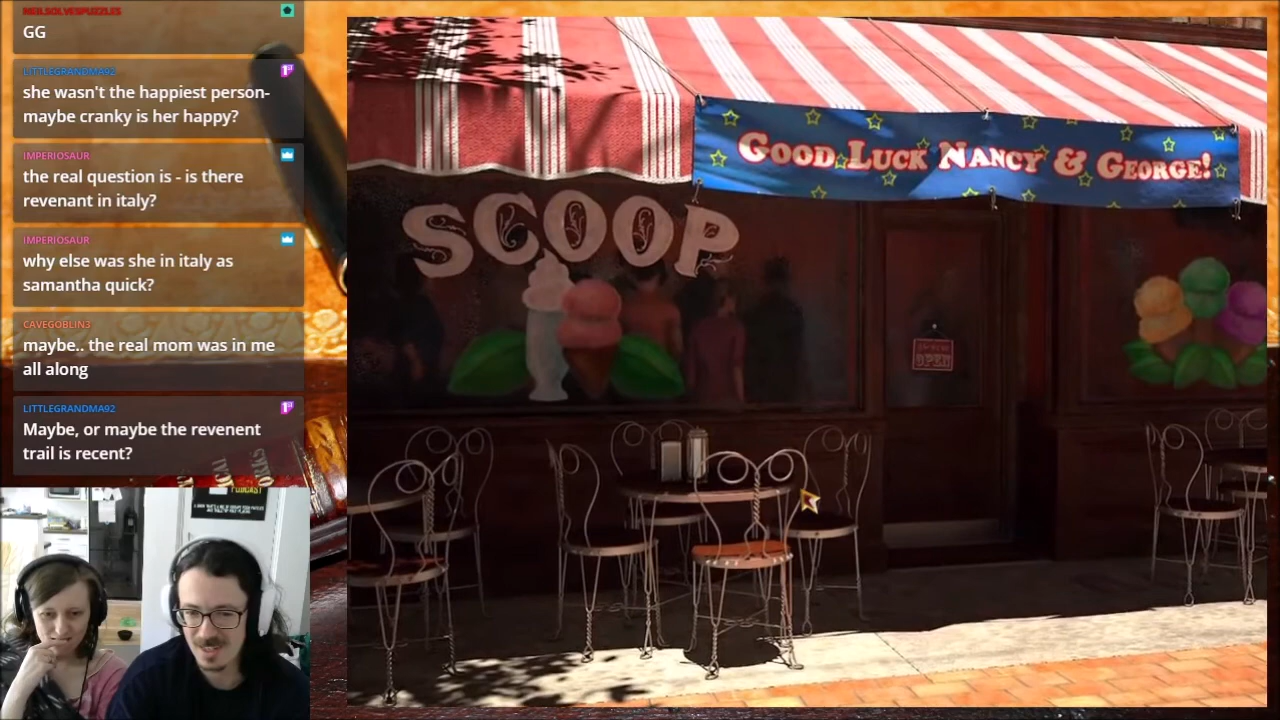 NEILSOLVESPUZZLES
GG
LITTLEGRANDMA92
she wasn't the happiest person-
maybe cranky is her happy?
IMPERIOSAUR
the real question is - is there
revenant in italy?
IMPERIOSAUR
why else was she in italy as
samantha quick?
CAVEGOBLIN3
maybe.. the real mom was in me
all along
LITTLEGRANDMA92
Maybe, or maybe the revenent
trail is recent?
PODCAST
GOOD LUCK NANCY & GEORGE!
SCOOP
OPEN